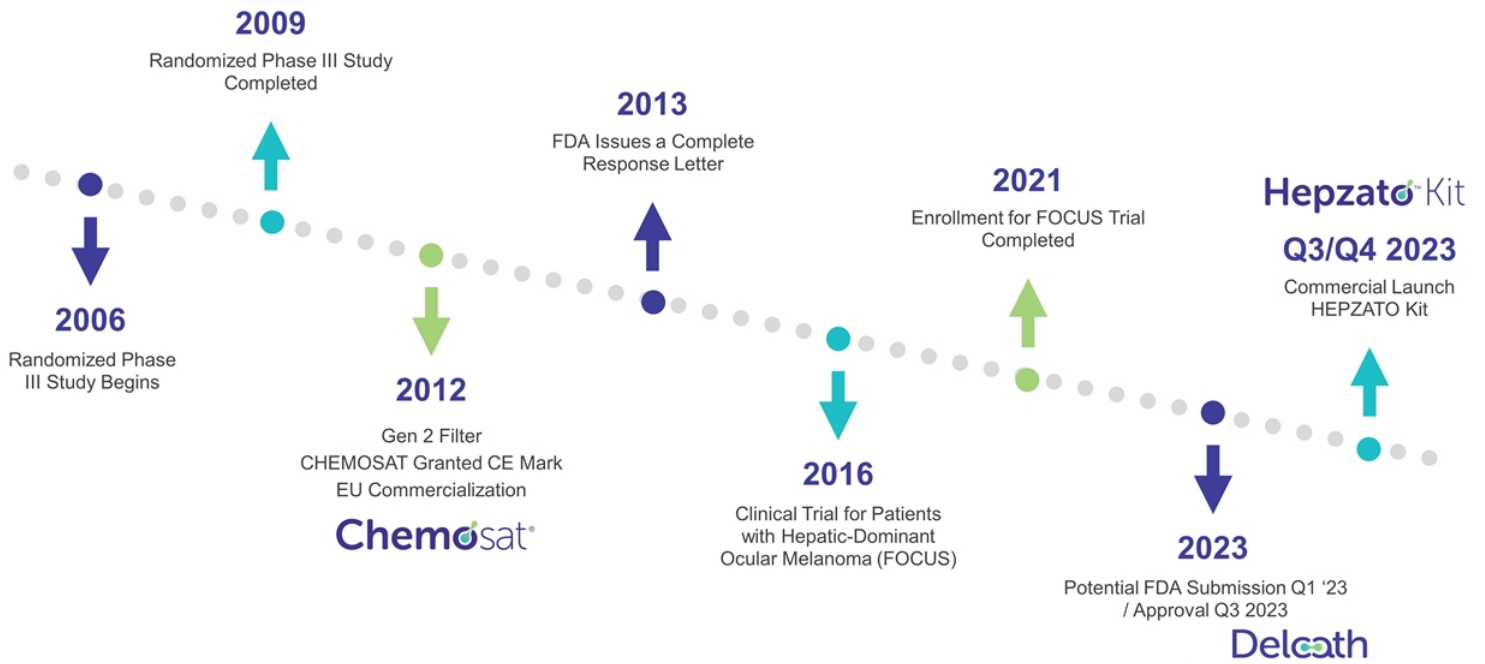 2009
Randomized Phase III Study
Completed
2006
Randomized Phase
III Study Begins
2012
Gen 2 Filter
CHEMOSAT Granted CE Mark
EU Commercialization
Chemosat®
2013
FDA Issues a Complete
Response Letter
2016
Clinical Trial for Patients
with Hepatic-Dominant
Ocular Melanoma (FOCUS)
2021
Enrollment for FOCUS Trial
Completed
2023
Potential FDA Submission Q1 ‘23
/ Approval Q3 2023
Delcath
Hepzato™ Kit
Q3/Q4 2023
Commercial Launch
HEPZATO Kit